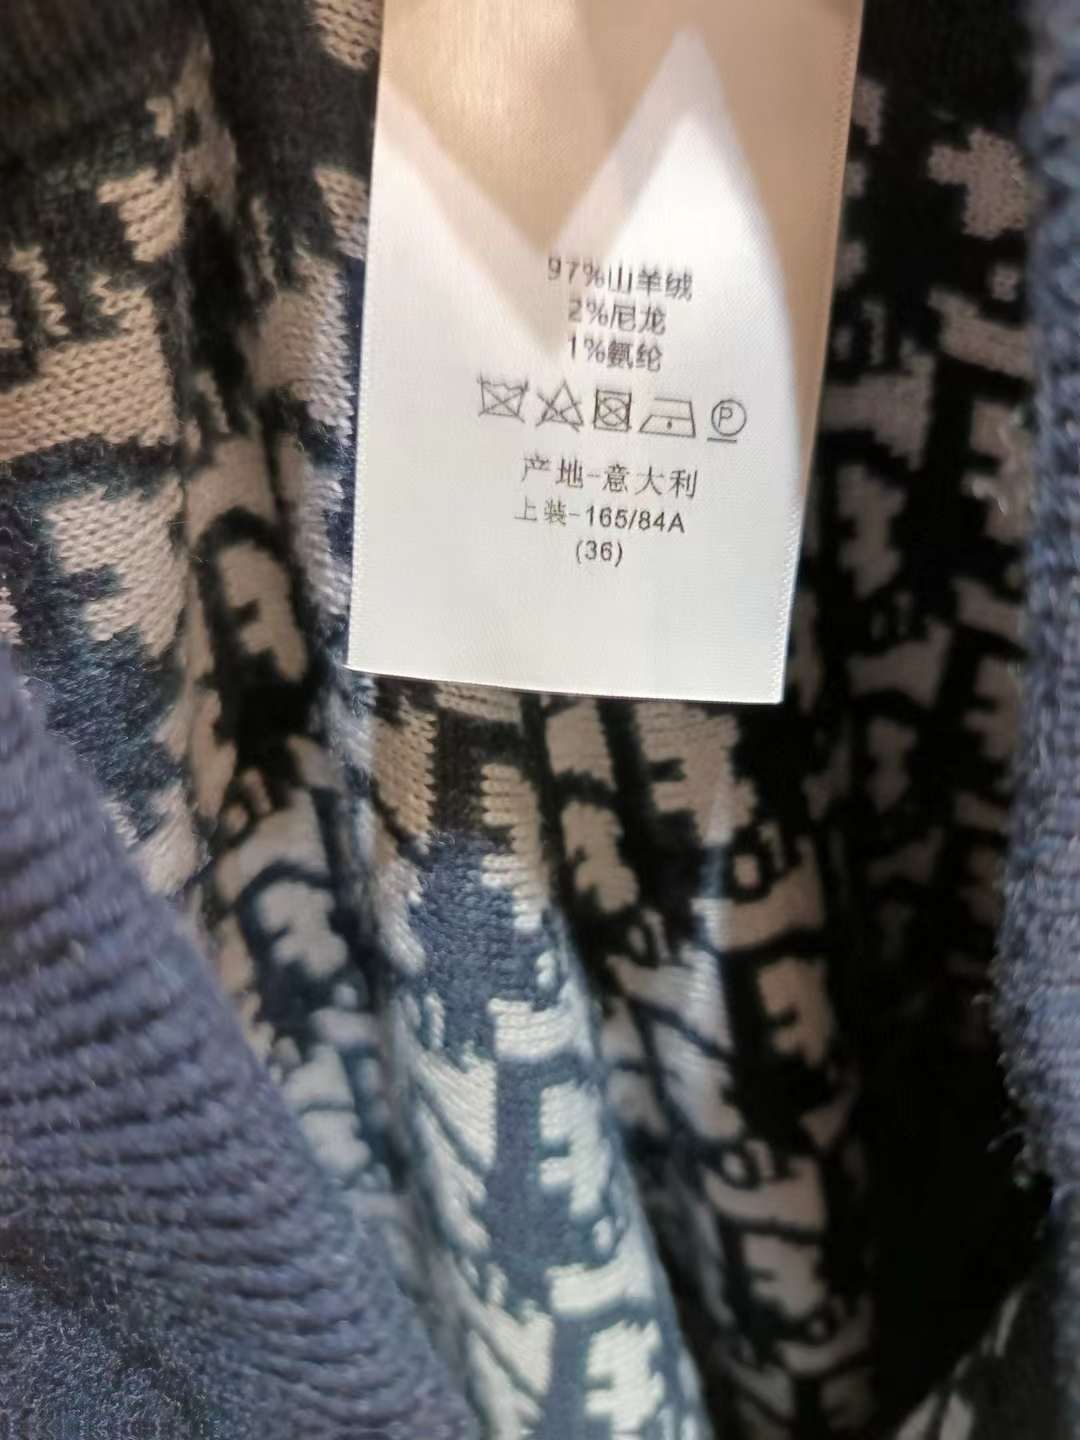 97%山羊绒
2%尼龙
1%氨纶
P
产地-意大利
上装-165/84A
(36)